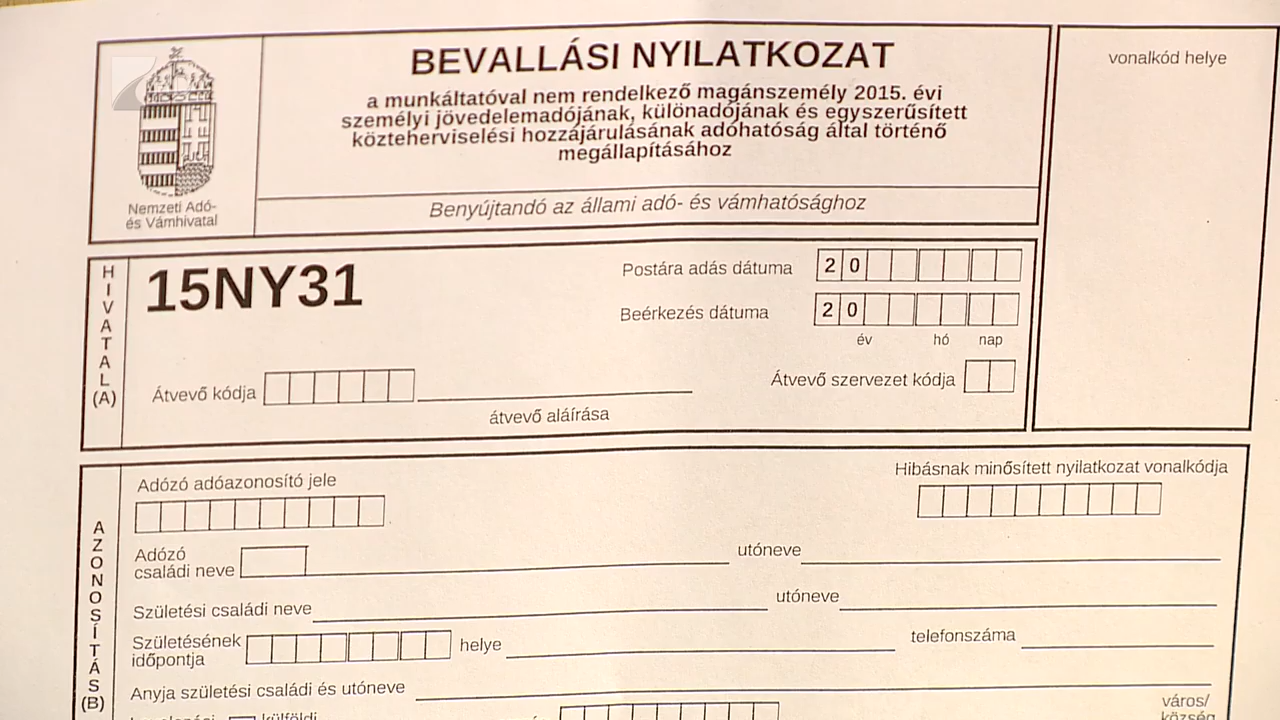 BEVALLÁSI NYILATKOZAT
a munkáltatóval nem rendelkező magánszemély 2015. évi
személyi jövedelemadójának, különadójának és egyszerűsített
közteherviselési hozzájárulásának adóhatóság által történő
megállapításához
Benyújtandó az állami adó- és vámhatósághoz
Nemzeti Adó-
és Vámhivatal
vonalkód helye
HIVATAL
(A)
15NY31
Postára adás dátuma 2 0
Beérkezés dátuma 2 0
év hó nap
Átvevő kódja
átvevő aláírása
Átvevő szervezet kódja
AZONOSÍTÁS
(B)
Adózó adóazonosító jele
Hibásnak minősített nyilatkozat vonalkódja
Adózó
családi neve
utóneve
Születési családi neve utóneve
Születésének
időpontja
helye
telefonszáma
Anyja születési családi és utóneve
külföldi
város/
község